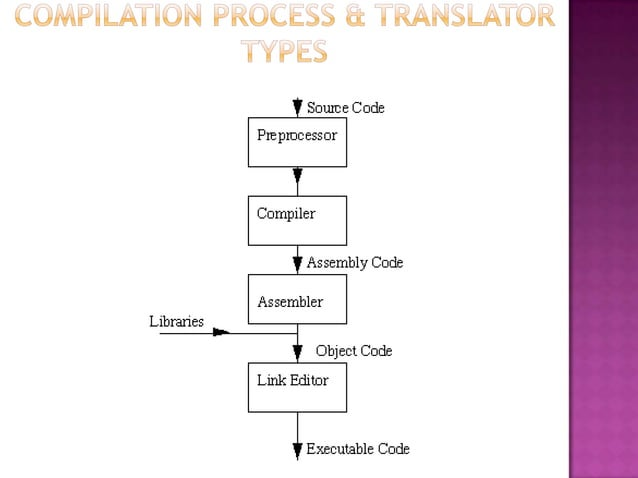 COMPILATION PROCESS & TRANSLATOR
TYPES
Source Code
Preprocessor
Compiler
Assembly Code
Assembler
Libraries
Object Code
Link Editor
Executable Code